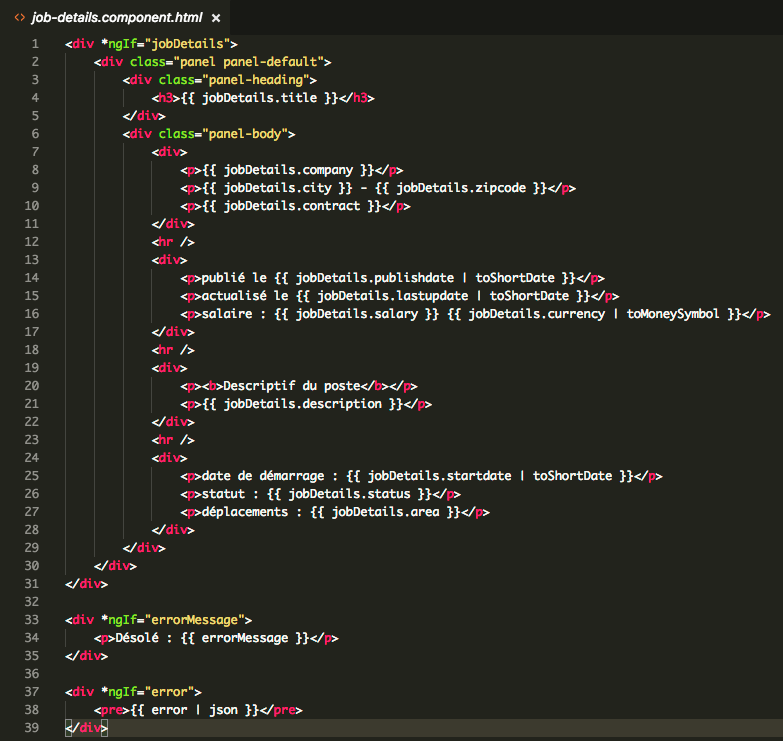 <> job-details.component.html ×
1 <div *ngIf="jobDetails">
2     <div class="panel panel-default">
3         <div class="panel-heading">
4             <h3>{{ jobDetails.title }}</h3>
5         </div>
6         <div class="panel-body">
7             <div>
8                 <p>{{ jobDetails.company }}</p>
9                 <p>{{ jobDetails.city }} - {{ jobDetails.zipcode }}</p>
10                 <p>{{ jobDetails.contract }}</p>
11             </div>
12             <hr />
13             <div>
14                 <p>publié le {{ jobDetails.publishdate | toShortDate }}</p>
15                 <p>actualisé le {{ jobDetails.lastupdate | toShortDate }}</p>
16                 <p>salaire : {{ jobDetails.salary }} {{ jobDetails.currency | toMoneySymbol }}</p>
17             </div>
18             <hr />
19             <div>
20                 <p><b>Descriptif du poste</b></p>
21                 <p>{{ jobDetails.description }}</p>
22             </div>
23             <hr />
24             <div>
25                 <p>date de démarrage : {{ jobDetails.startdate | toShortDate }}</p>
26                 <p>statut : {{ jobDetails.status }}</p>
27                 <p>déplacements : {{ jobDetails.area }}</p>
28             </div>
29         </div>
30     </div>
31 </div>
32
33 <div *ngIf="errorMessage">
34     <p>Désolé : {{ errorMessage }}</p>
35 </div>
36
37 <div *ngIf="error">
38     <pre>{{ error | json }}</pre>
39 </div>